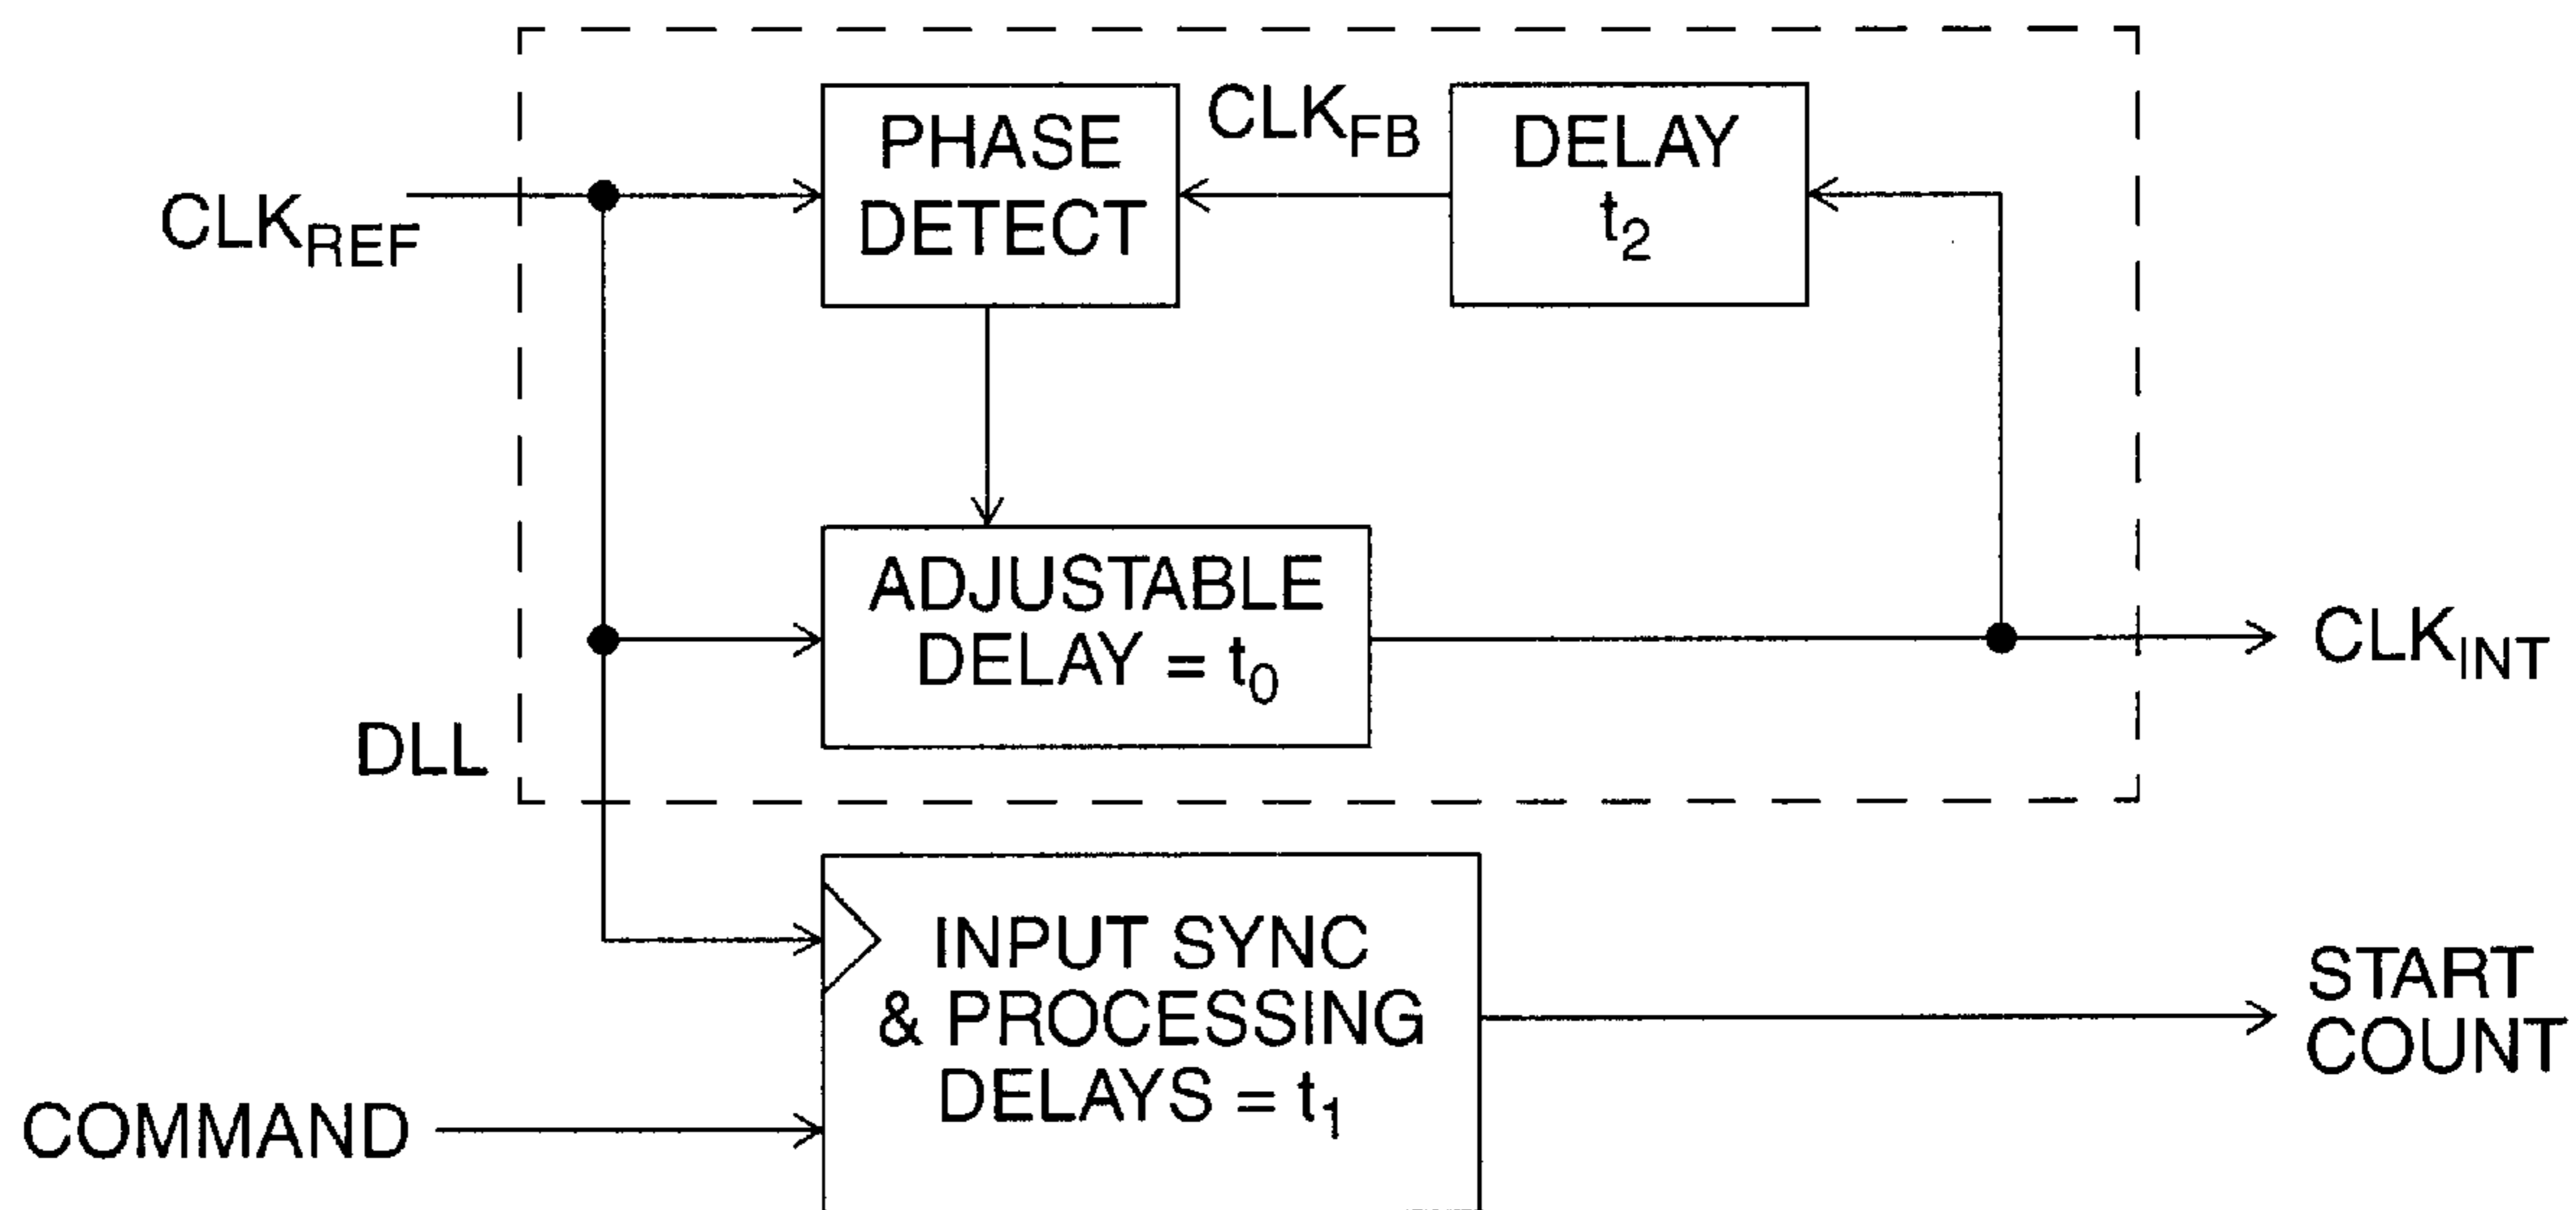 PHASE
DETECT
CLK_FB
DELAY
t_2
CLK_REF
ADJUSTABLE
DELAY = t_0
CLK_INT
DLL
INPUT SYNC
& PROCESSING
DELAYS = t_1
START
COUNT
COMMAND